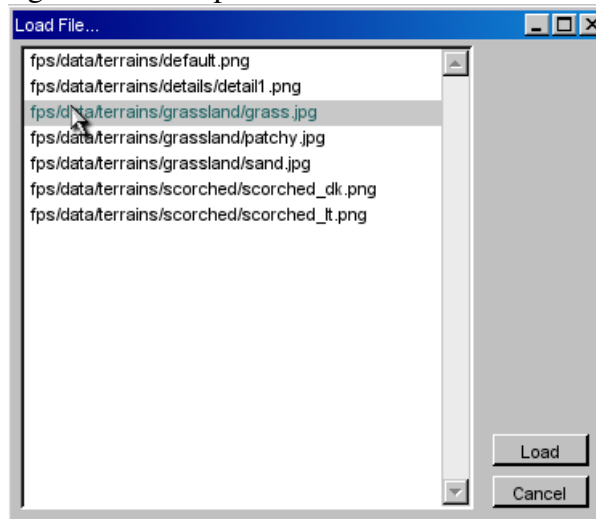 Load File...
fps/data/terrains/default.png
fps/data/terrains/details/detail1.png
fps/data/terrains/grassland/grass.jpg
fps/data/terrains/grassland/patchy.jpg
fps/data/terrains/grassland/sand.jpg
fps/data/terrains/scorched/scorched_dk.png
fps/data/terrains/scorched/scorched_lt.png
Load
Cancel